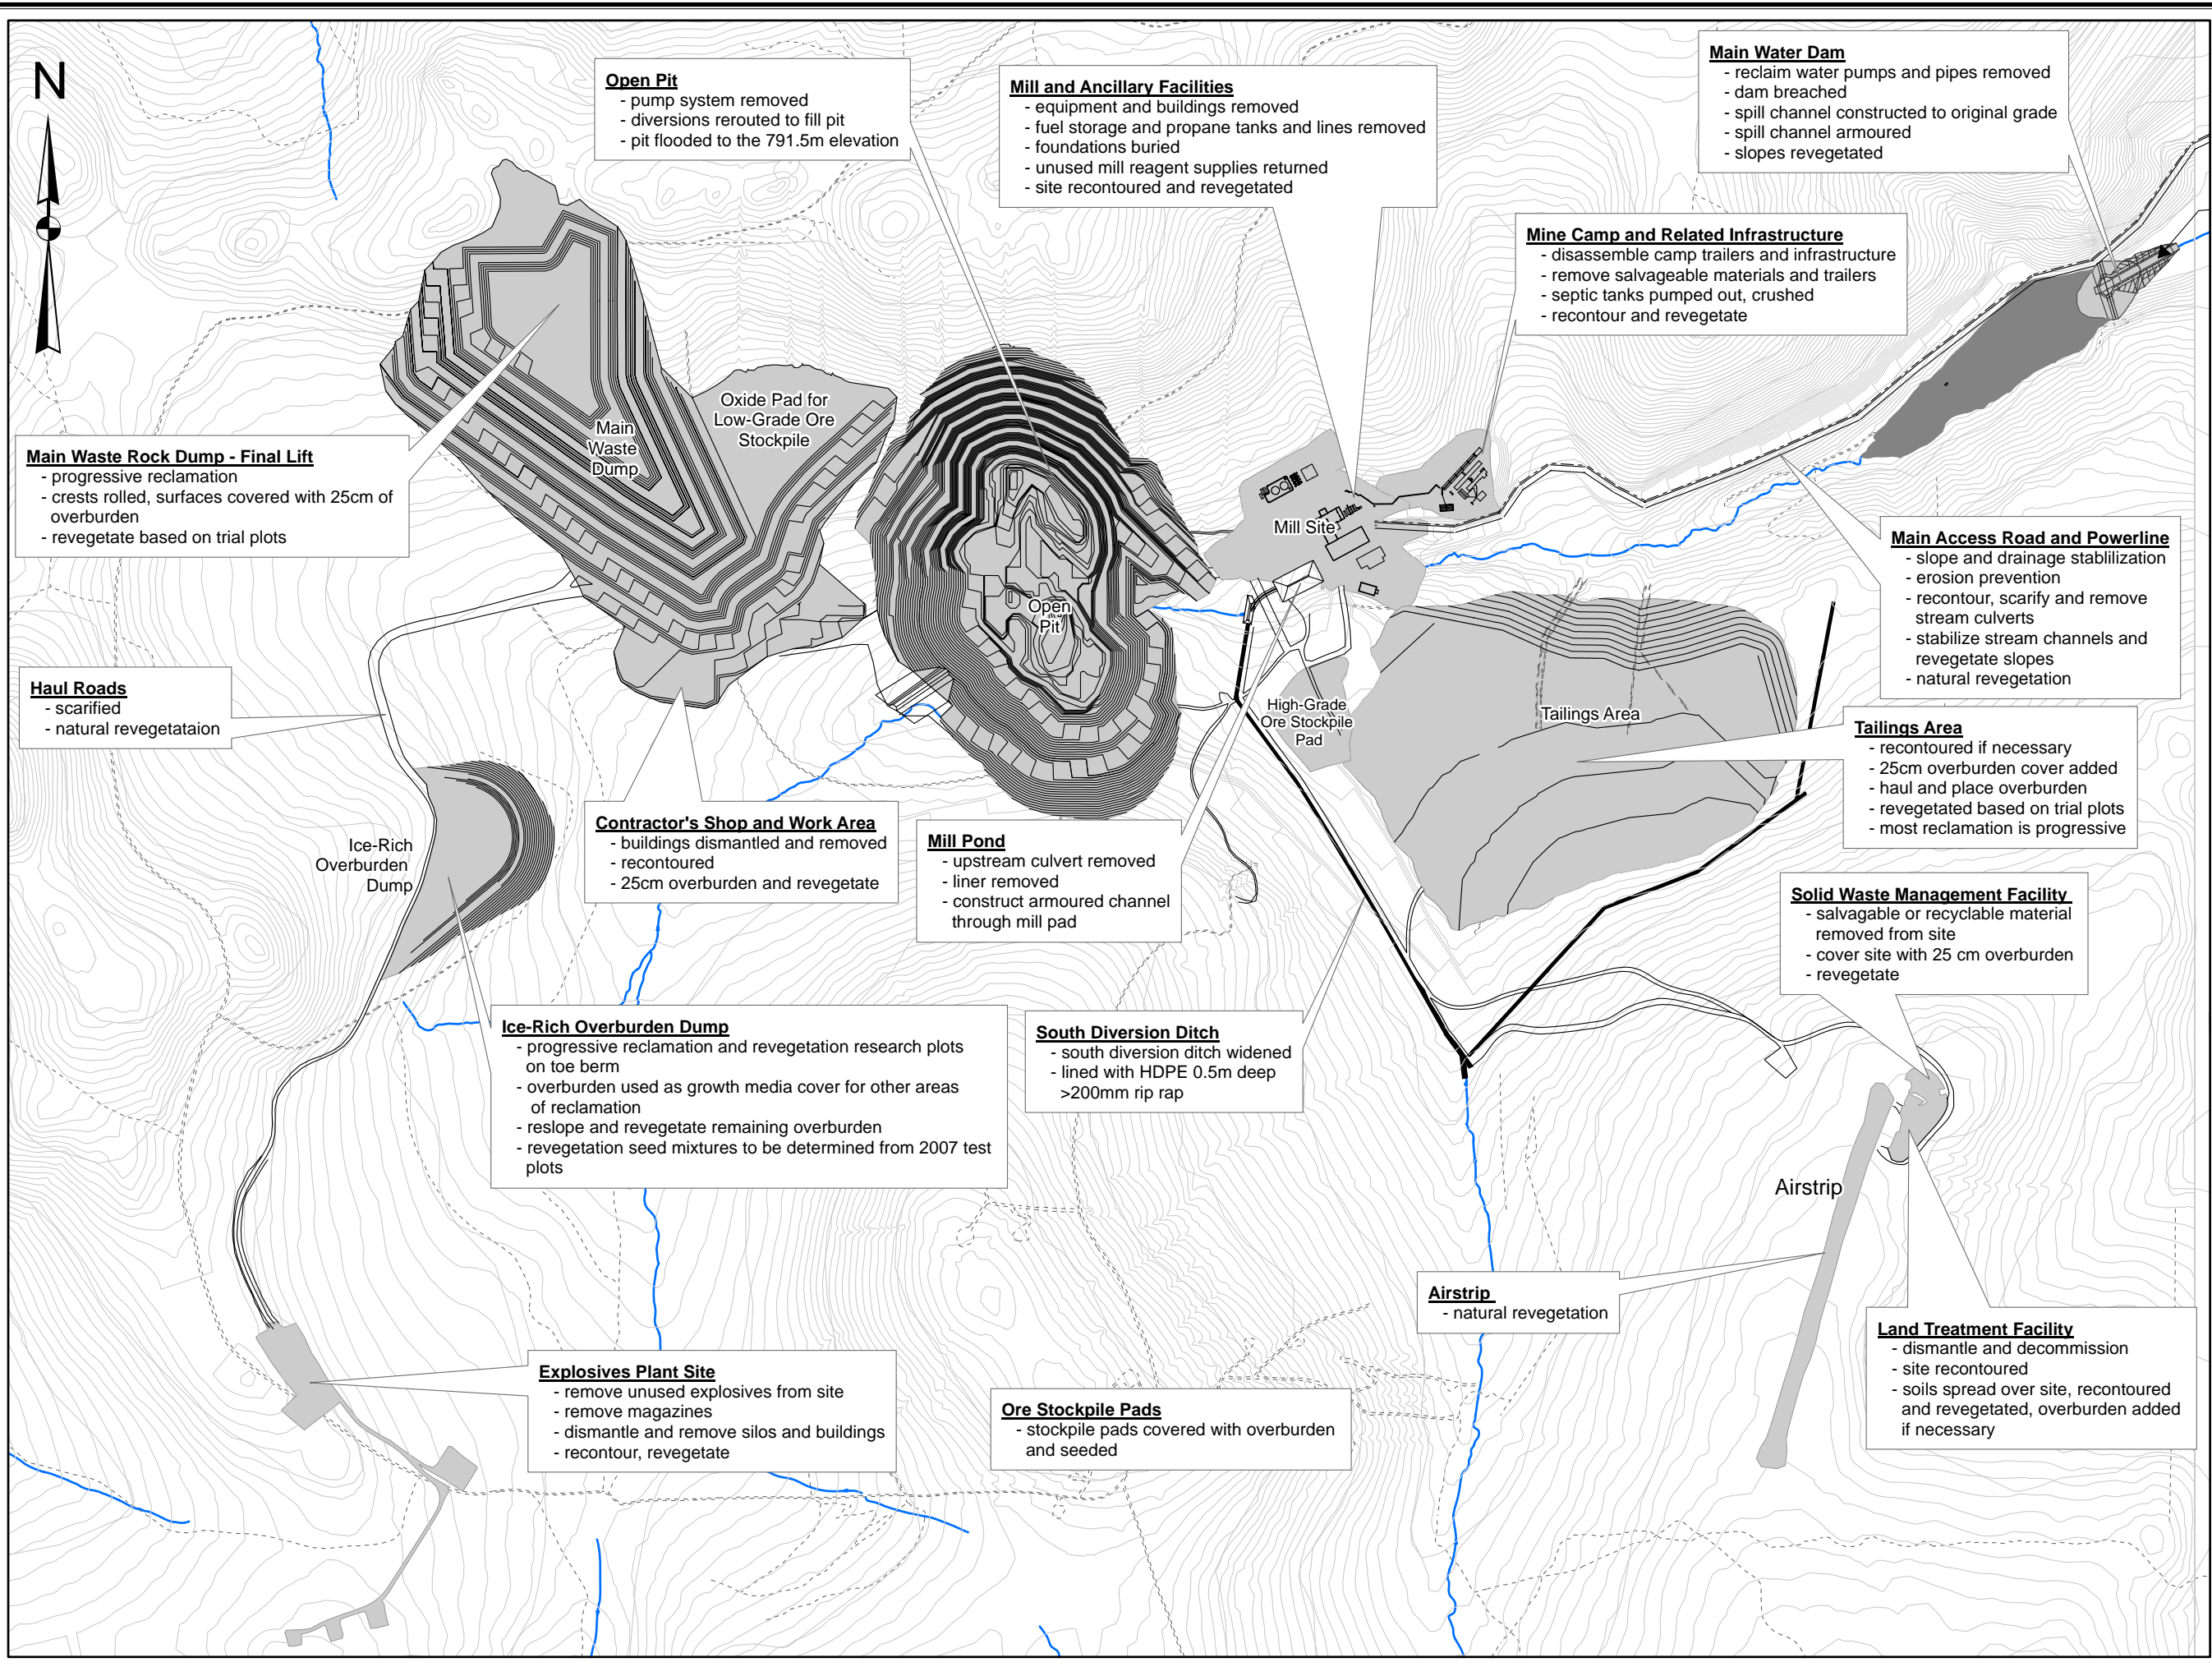 N
Open Pit
- pump system removed
- diversions rerouted to fill pit
- pit flooded to the 791.5m elevation
Mill and Ancillary Facilities
- equipment and buildings removed
- fuel storage and propane tanks and lines removed
- foundations buried
- unused mill reagent supplies returned
- site recontoured and revegetated
Main Water Dam
- reclaim water pumps and pipes removed
- dam breached
- spill channel constructed to original grade
- spill channel armoured
- slopes revegetated
Mine Camp and Related Infrastructure
- disassemble camp trailers and infrastructure
- remove salvageable materials and trailers
- septic tanks pumped out, crushed
- recontour and revegetate
Main Waste Rock Dump - Final Lift
- progressive reclamation
- crests rolled, surfaces covered with 25cm of
overburden
- revegetate based on trial plots
Main
Waste
Dump
Oxide Pad for
Low-Grade Ore
Stockpile
Mill Site
Open
Pit
Main Access Road and Powerline
- slope and drainage stablilization
- erosion prevention
- recontour, scarify and remove
stream culverts
- stabilize stream channels and
revegetate slopes
- natural revegetation
Haul Roads
- scarified
- natural revegetataion
High-Grade
Ore Stockpile
Pad
Tailings Area
Tailings Area
- recontoured if necessary
- 25cm overburden cover added
- haul and place overburden
- revegetated based on trial plots
- most reclamation is progressive
Ice-Rich
Overburden
Dump
Contractor's Shop and Work Area
- buildings dismantled and removed
- recontoured
- 25cm overburden and revegetate
Mill Pond
- upstream culvert removed
- liner removed
- construct armoured channel
through mill pad
Solid Waste Management Facility
- salvagable or recyclable material
removed from site
- cover site with 25 cm overburden
- revegetate
Ice-Rich Overburden Dump
- progressive reclamation and revegetation research plots
on toe berm
- overburden used as growth media cover for other areas
of reclamation
- reslope and revegetate remaining overburden
- revegetation seed mixtures to be determined from 2007 test
plots
South Diversion Ditch
- south diversion ditch widened
- lined with HDPE 0.5m deep
>200mm rip rap
Airstrip
Airstrip
- natural revegetation
Land Treatment Facility
- dismantle and decommission
- site recontoured
- soils spread over site, recontoured
and revegetated, overburden added
if necessary
Explosives Plant Site
- remove unused explosives from site
- remove magazines
- dismantle and remove silos and buildings
- recontour, revegetate
Ore Stockpile Pads
- stockpile pads covered with overburden
and seeded